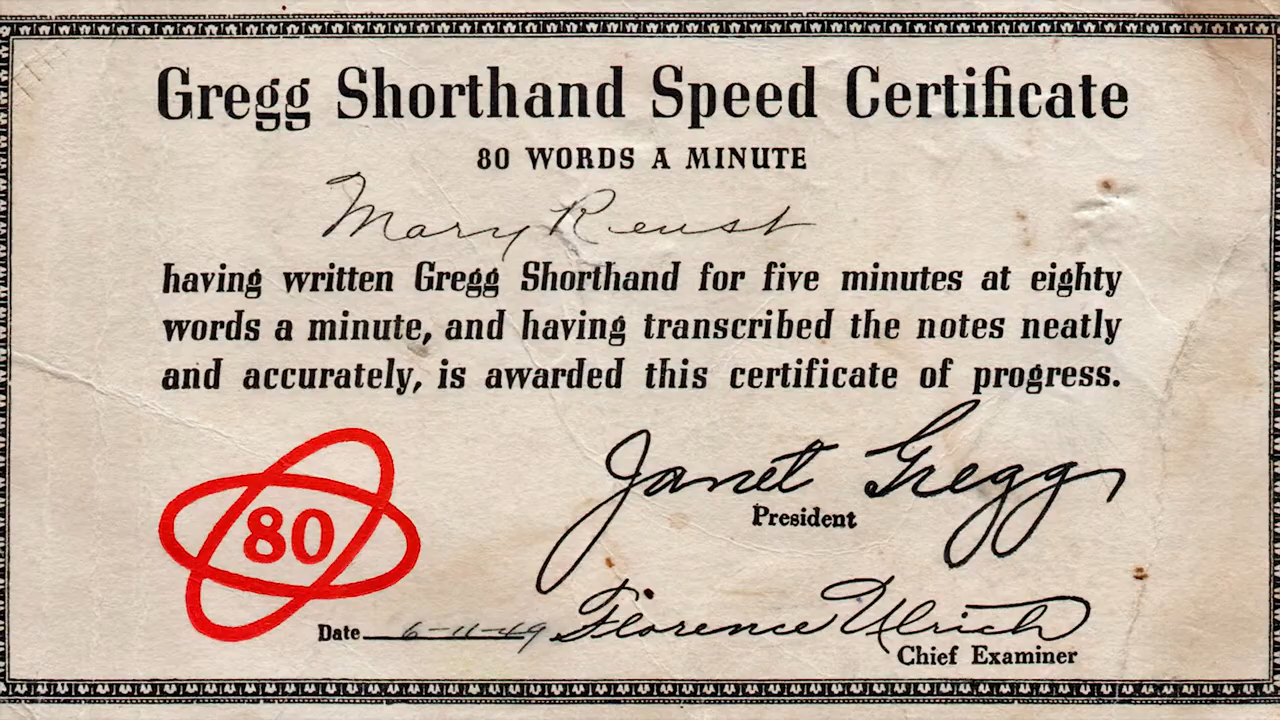 Gregg Shorthand Speed Certificate
80 WORDS A MINUTE
Mary Reust
having written Gregg Shorthand for five minutes at eighty
words a minute, and having transcribed the notes neatly
and accurately, is awarded this certificate of progress.
Janet Gregg
President
80
Date 6-11-49
Florence Ulrich
Chief Examiner